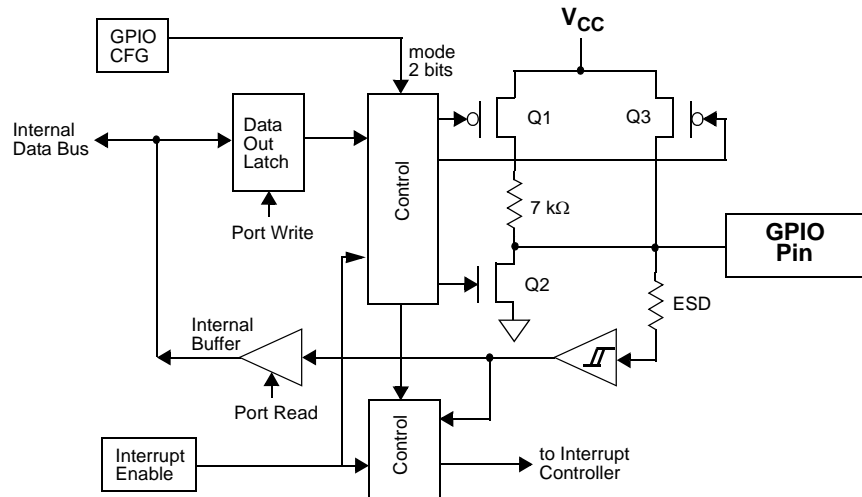 GPIO
CFG
mode
2 bits
VCC
Internal
Data Bus
Data
Out
Latch
Port Write
Control
Q1
Q3
7 kΩ
Q2
GPIO
Pin
ESD
Internal
Buffer
Port Read
Interrupt
Enable
Control
to Interrupt
Controller